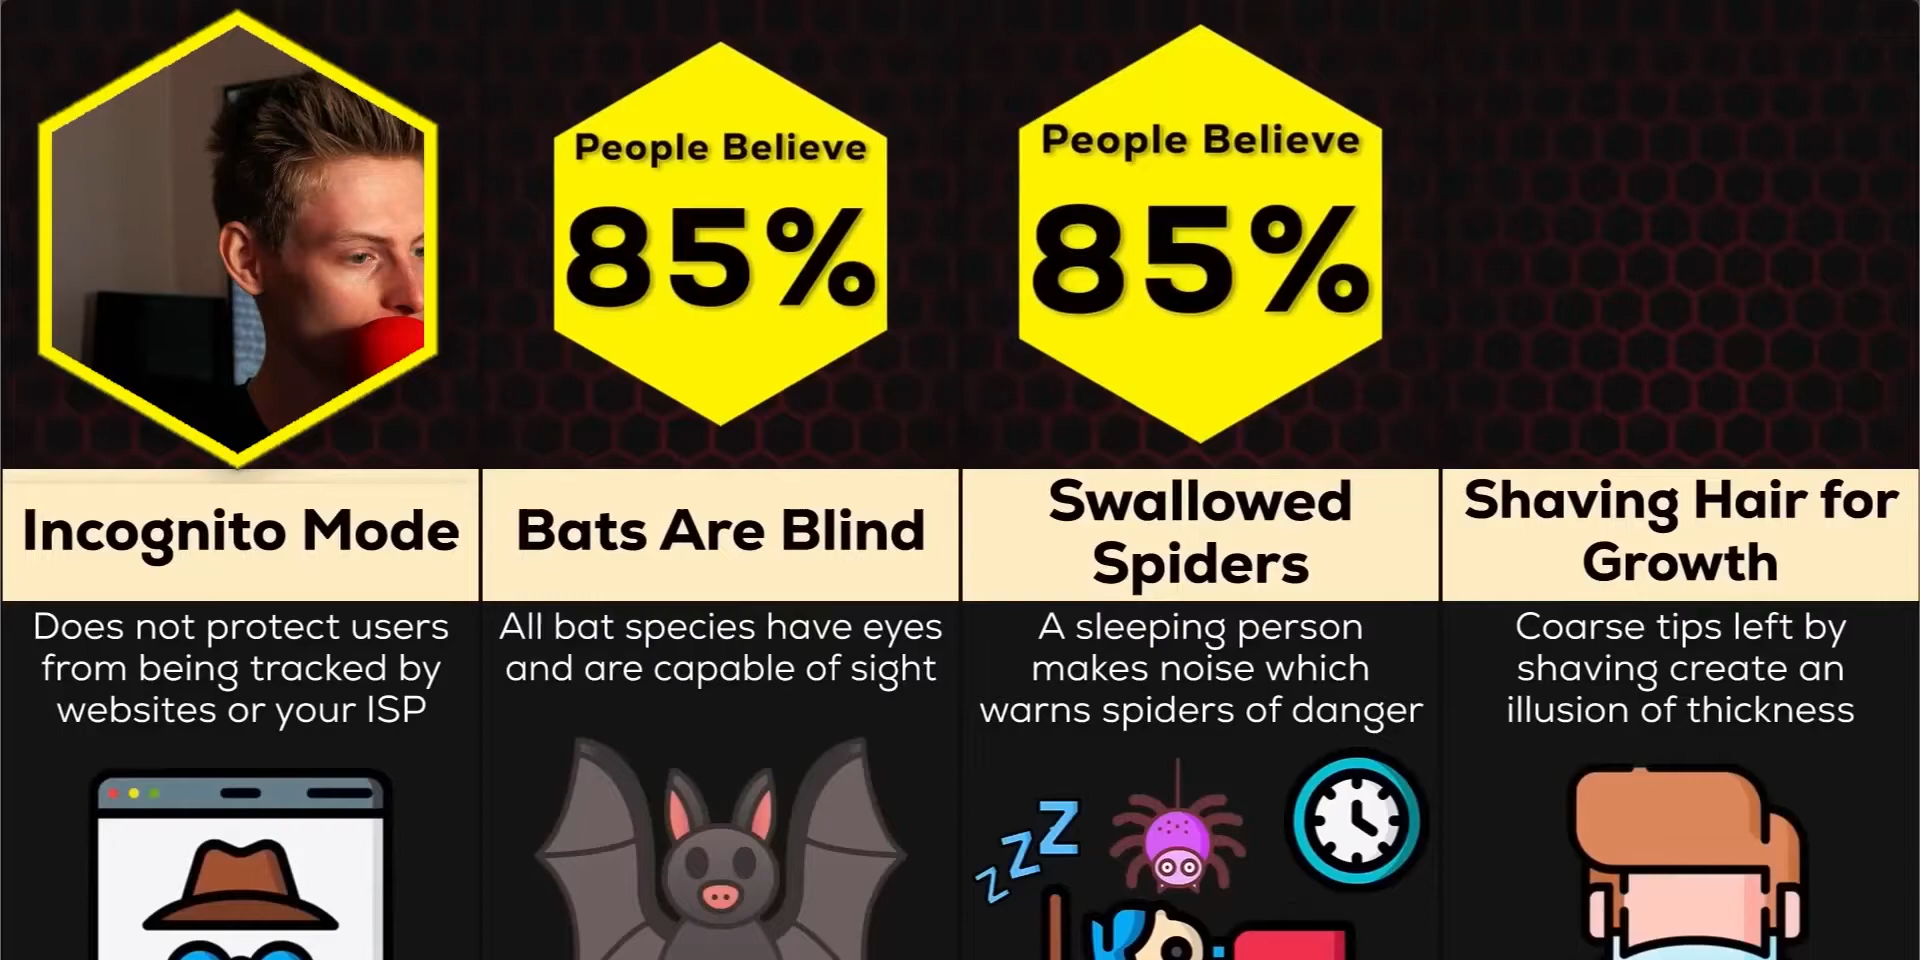 People Believe
85%
People Believe
85%
Incognito Mode
Does not protect users
from being tracked by
websites or your ISP
Bats Are Blind
All bat species have eyes
and are capable of sight
Swallowed
Spiders
A sleeping person
makes noise which
warns spiders of danger
Shaving Hair for
Growth
Coarse tips left by
shaving create an
illusion of thickness
z z Z